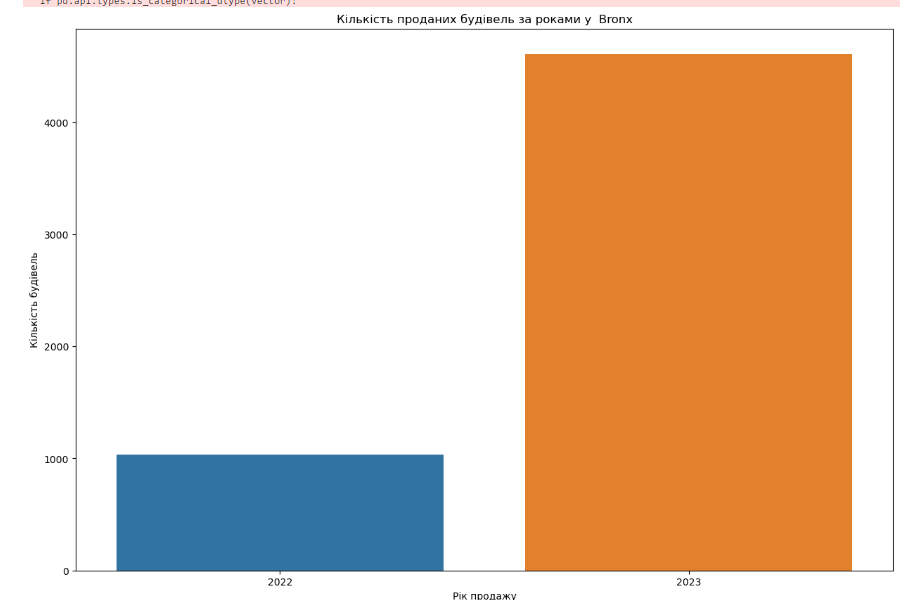 if pd.api.types.is_categorical_dtype(vector):
Кількість проданих будівель за роками у  Bronx
4000
3000
2000
1000
0
Кількість будівель
2022
2023
Рік продажу